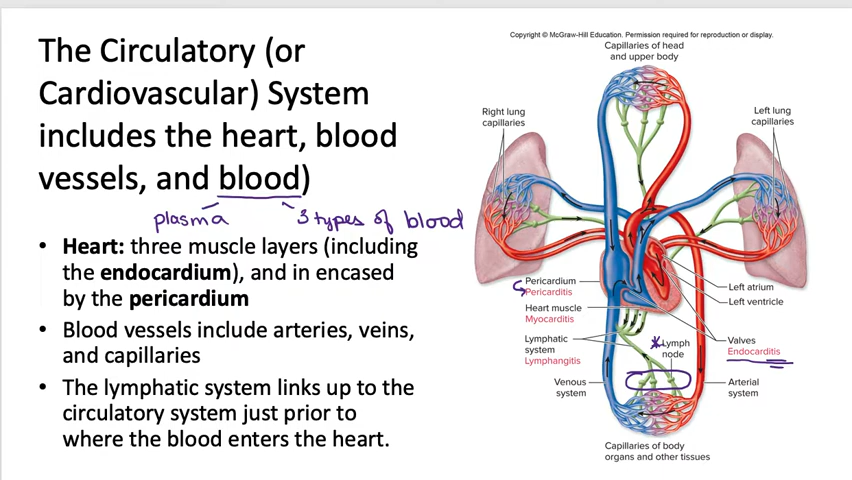 The Circulatory (or
Cardiovascular) System
includes the heart, blood
vessels, and blood)
plasma
3 types of blood
• Heart: three muscle layers (including
the endocardium), and in encased
by the pericardium
• Blood vessels include arteries, veins,
and capillaries
• The lymphatic system links up to the
circulatory system just prior to
where the blood enters the heart.
Copyright © McGraw-Hill Education. Permission required for reproduction or display.
Capillaries of head
and upper body
Right lung
capillaries
Left lung
capillaries
Pericardium
Pericarditis
Heart muscle
Myocarditis
Lymphatic
system
Lymphangitis
Venous
system
Left atrium
Left ventricle
Lymph
node
Valves
Endocarditis
Arterial
system
Capillaries of body
organs and other tissues